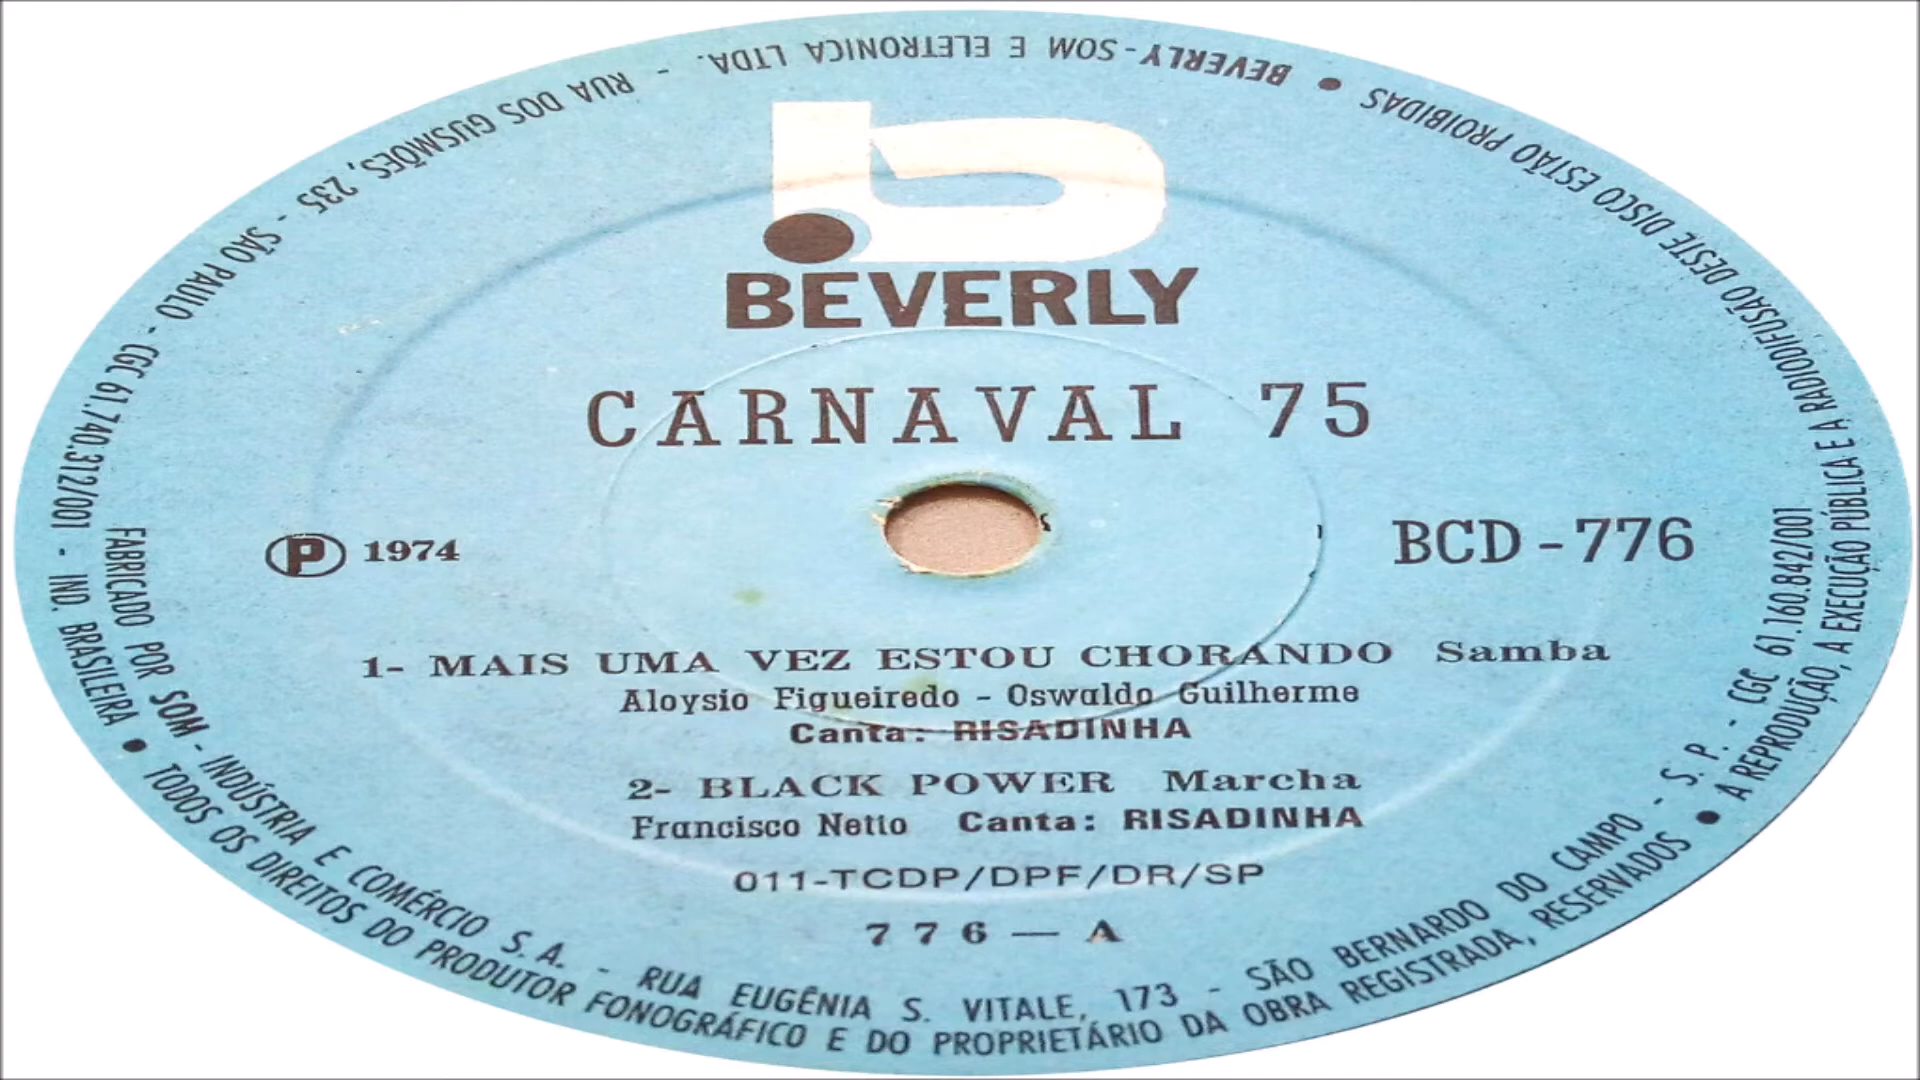 BEVERLY
CARNAVAL 75
P 1974
BCD-776
1- MAIS UMA VEZ ESTOU CHORANDO Samba
Aloysio Figueiredo - Oswaldo Guilherme
Canta: RISADINHA
2- BLACK POWER Marcha
Francisco Netto Canta: RISADINHA
011-TCDP/DPF/DR/SP
776 — A
FABRICADO POR SOM - INDÚSTRIA E COMÉRCIO S. A. - RUA EUGÊNIA S. VITALE, 173 - SÃO BERNARDO DO CAMPO - S. P. - CGC 61.160.842/001
BEVERLY - SOM E ELETRONICA LTDA. - RUA DOS GUSMÕES, 235 - SÃO PAULO - CGC 61.740.312/001 - IND. BRASILEIRA ● TODOS OS DIREITOS DO PRODUTOR FONOGRÁFICO E DO PROPRIETÁRIO DA OBRA REGISTRADA, RESERVADOS ● A REPRODUÇÃO, A EXECUÇÃO PÚBLICA E A RADIODIFUSÃO DESTE DISCO ESTÃO PROIBIDAS ●